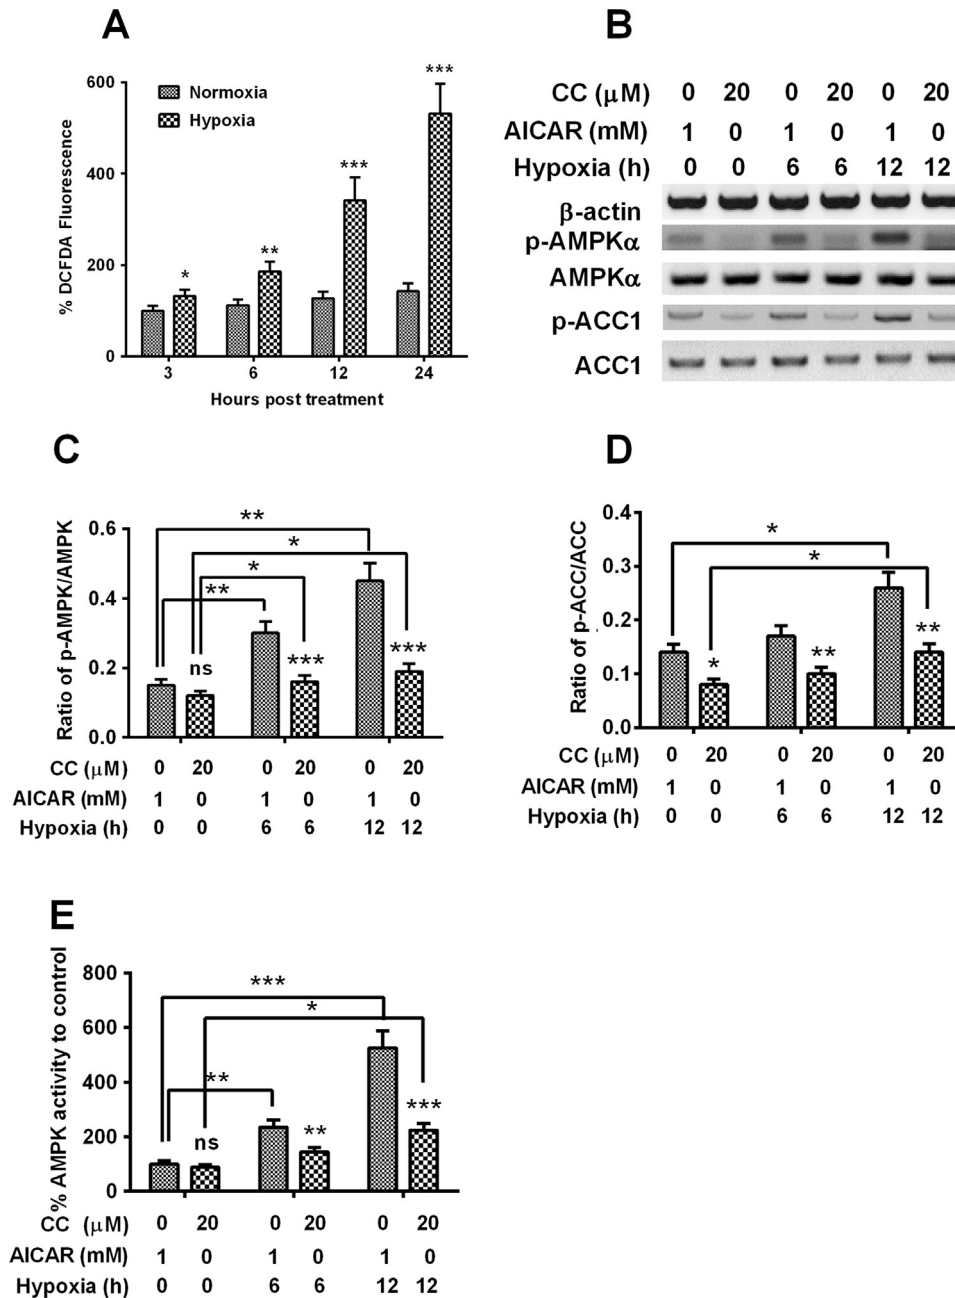 A
600
400
200
0
% DCFDA Fluorescence
Normoxia
Hypoxia
*
**
***
***
3 6 12 24
Hours post treatment
B
CC (μM) 0 20 0 20 0 20
AICAR (mM) 1 0 1 0 1 0
Hypoxia (h) 0 0 6 6 12 12
β-actin
p-AMPKα
AMPKα
p-ACC1
ACC1
C
Ratio of p-AMPK/AMPK
0.6
0.4
0.2
0.0
**
*
*
**
ns
***
***
CC (μM) 0 20 0 20 0 20
AICAR (mM) 1 0 1 0 1 0
Hypoxia (h) 0 0 6 6 12 12
D
Ratio of p-ACC/ACC
0.4
0.3
0.2
0.1
0.0
*
*
*
**
**
CC (μM) 0 20 0 20 0 20
AICAR (mM) 1 0 1 0 1 0
Hypoxia (h) 0 0 6 6 12 12
E
% AMPK activity to control
800
600
400
200
0
***
*
**
ns
**
***
CC (μM) 0 20 0 20 0 20
AICAR (mM) 1 0 1 0 1 0
Hypoxia (h) 0 0 6 6 12 12